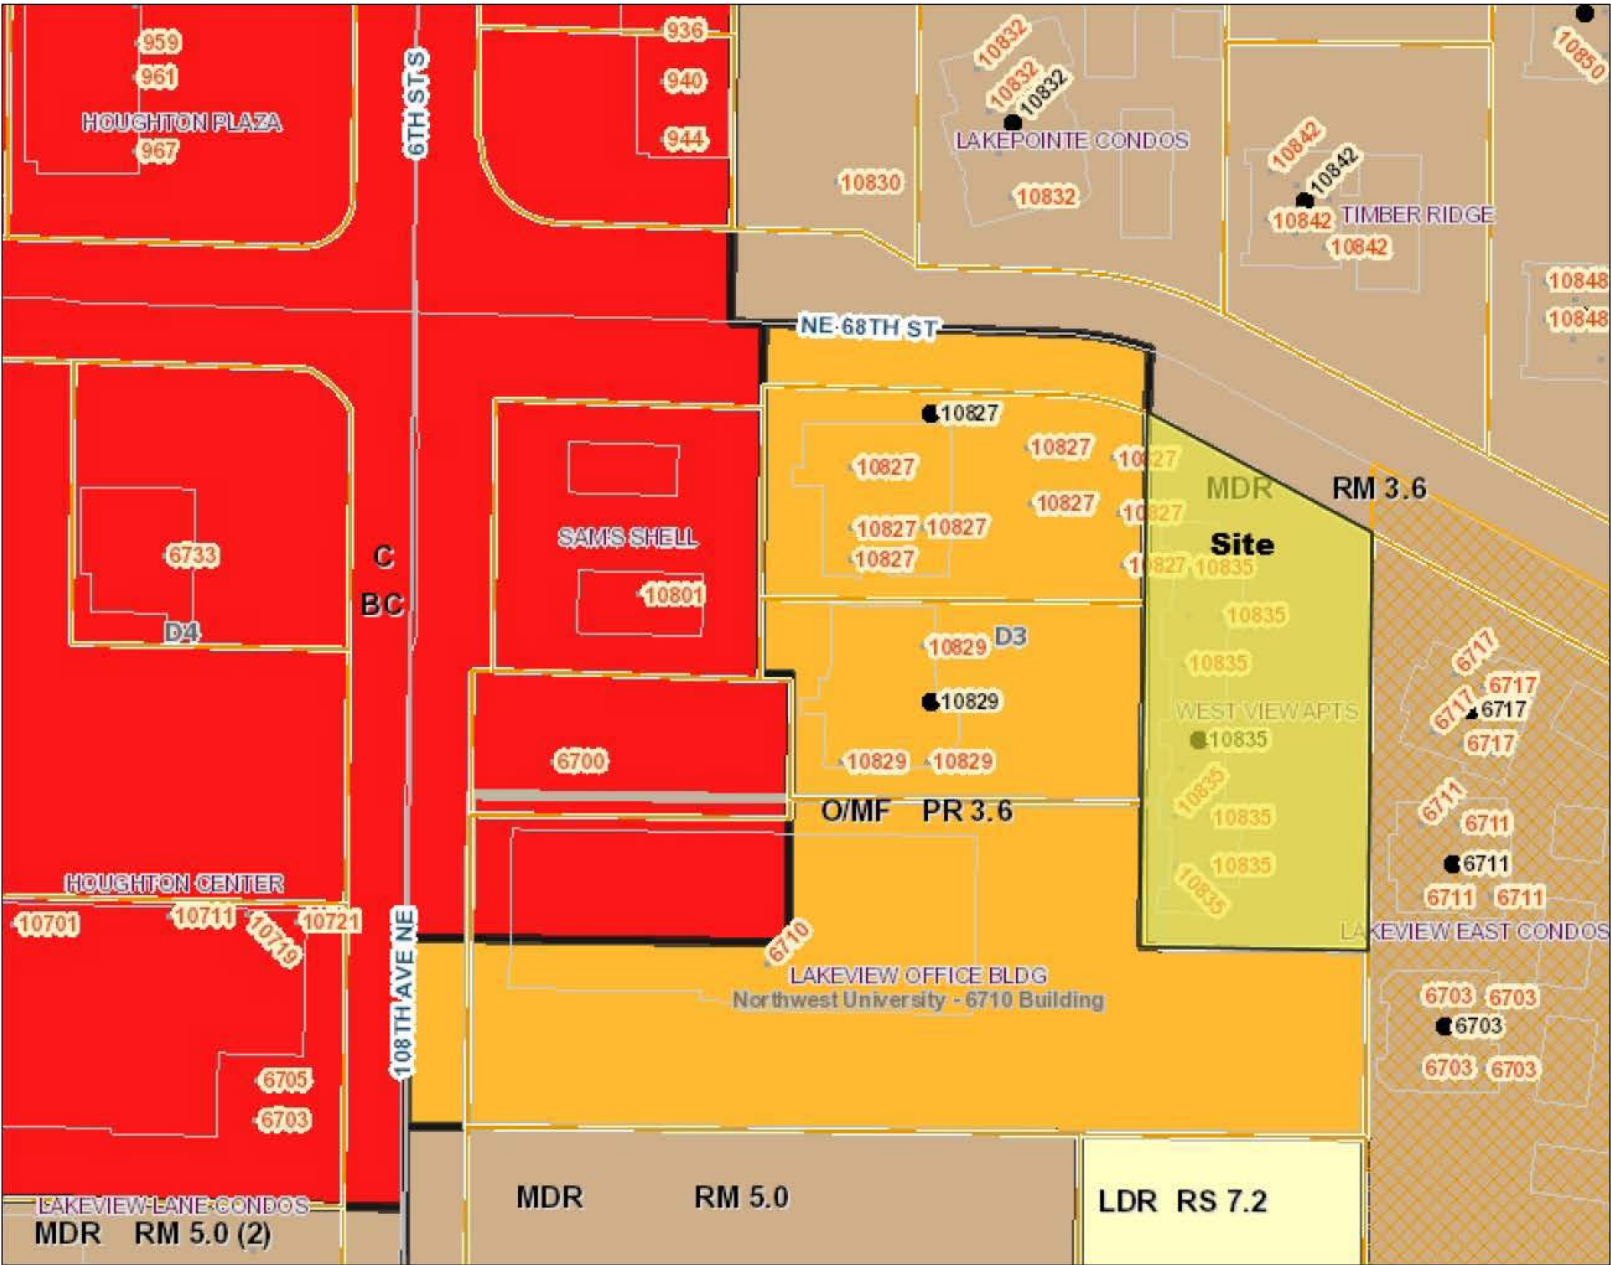 959
961
HOUGHTON PLAZA
967
6TH ST S
936
940
944
10832
10832
10832
LAKEPOINTE CONDOS
10830
10832
10850
10842
10842
10842
TIMBER RIDGE
10842
10848
10848
NE 68TH ST
10827
10827
10827
10827
10827
10827
10827
10827
10827
10827
MDR RM 3.6
Site
10835
10835
10835
WEST VIEW APTS
10835
10835
10835
10835
10835
SAM'S SHELL
10801
6733
D4
C
BC
10829
D3
10829
10829
10829
6700
O/MF PR 3.6
6717
6717
6717
6717
6717
6711
6711
6711
6711
6711
LAKEVIEW EAST CONDOS
HOUGHTON CENTER
10701
10711
10719
10721
108TH AVE NE
6710
LAKEVIEW OFFICE BLDG
Northwest University - 6710 Building
6703
6703
6703
6703
6703
6705
6703
LAKEVIEW LANE CONDOS
MDR RM 5.0 (2)
MDR RM 5.0
LDR RS 7.2